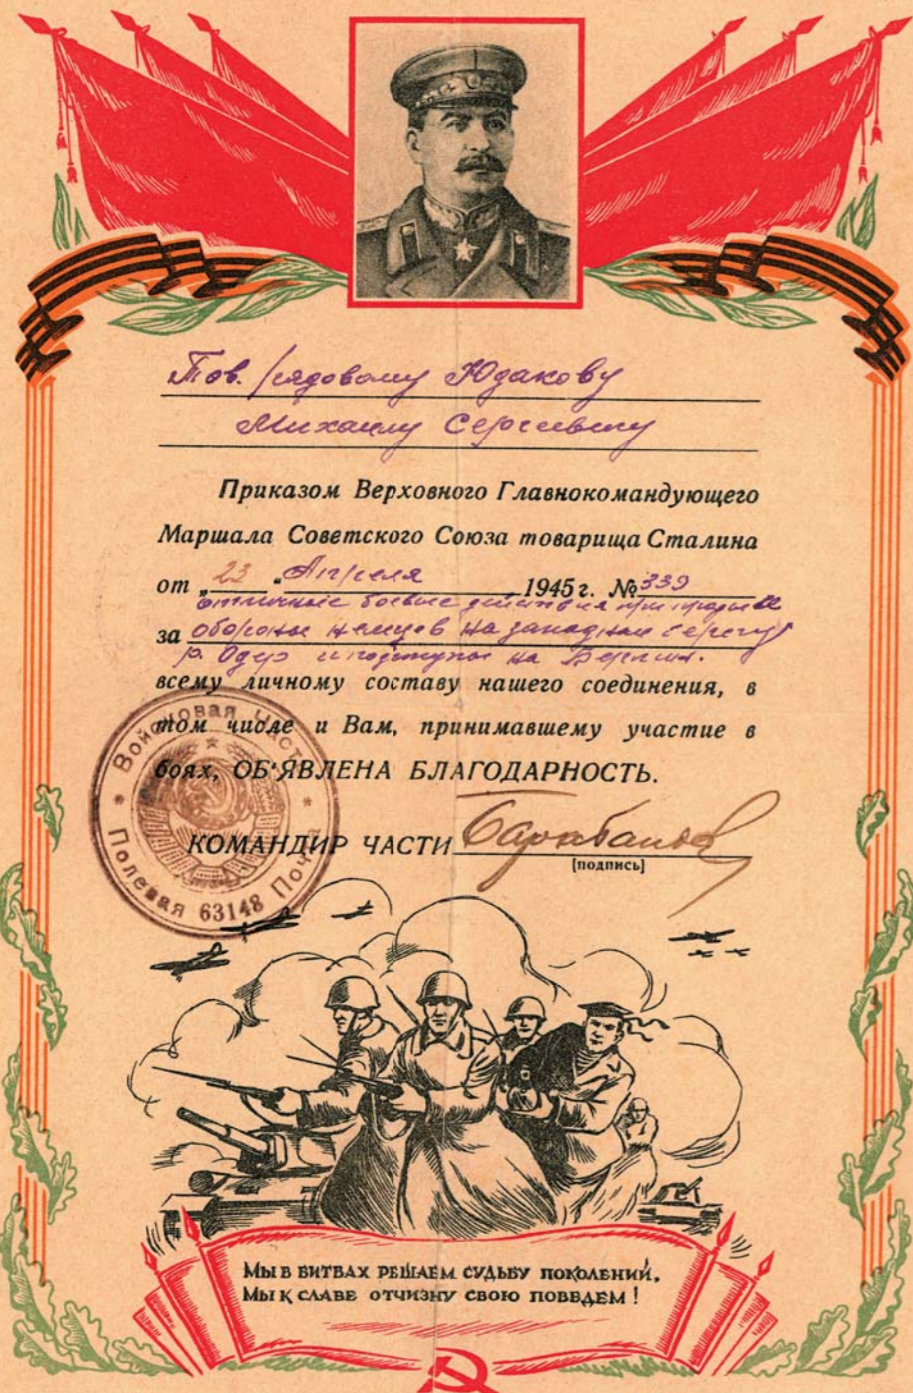 Тов. рядовому Юдакову
Михаилу Сергеевичу
Приказом Верховного Главнокомандующего
Маршала Советского Союза товарища Сталина
от „23" Апреля 1945 г. № 339
отличные боевые действия при прорыве
за обороны немцев на западном берегу
р. Одер и подступах на Берлин.
всему личному составу нашего соединения, в
том числе и Вам, принимавшему участие в
боях, ОБ'ЯВЛЕНА БЛАГОДАРНОСТЬ.
КОМАНДИР ЧАСТИ
(подпись)
Войсковая часть
Полевая 63148 Почта
Мы в битвах решаем судьбу поколений,
Мы к славе отчизну свою поведем!